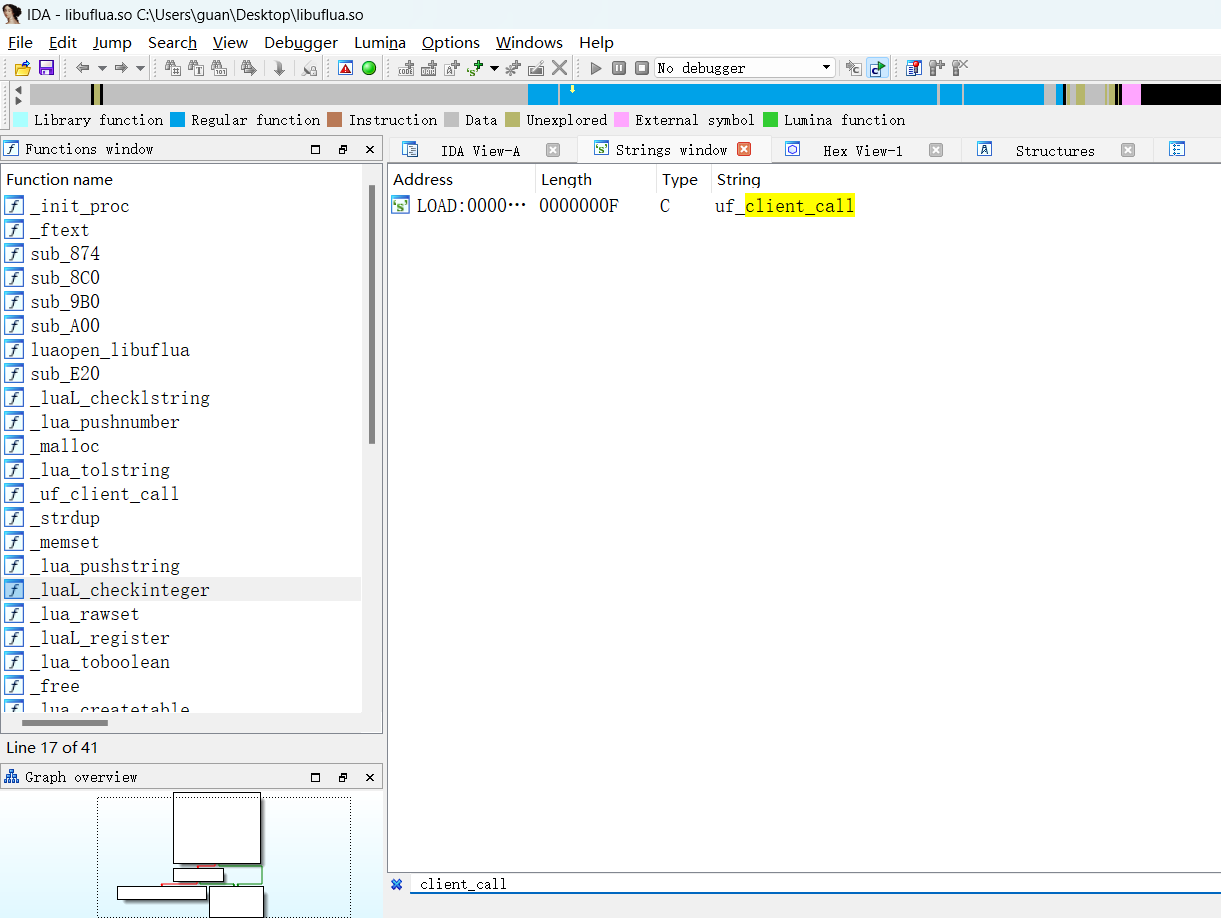 IDA - libuflua.so C:\Users\guan\Desktop\libuflua.so
File Edit Jump Search View Debugger Lumina Options Windows Help
No debugger
Library function Regular function Instruction Data Unexplored External symbol Lumina function
Functions window
IDA View-A Strings window Hex View-1 Structures
Function name
Address Length Type String
LOAD:0000··· 0000000F C uf_client_call
_init_proc
_ftext
sub_874
sub_8C0
sub_9B0
sub_A00
luaopen_libuflua
sub_E20
_luaL_checklstring
_lua_pushnumber
_malloc
_lua_tolstring
_uf_client_call
_strdup
_memset
_lua_pushstring
_luaL_checkinteger
_lua_rawset
_luaL_register
_lua_toboolean
_free
_lua_createtable
Line 17 of 41
Graph overview
client_call